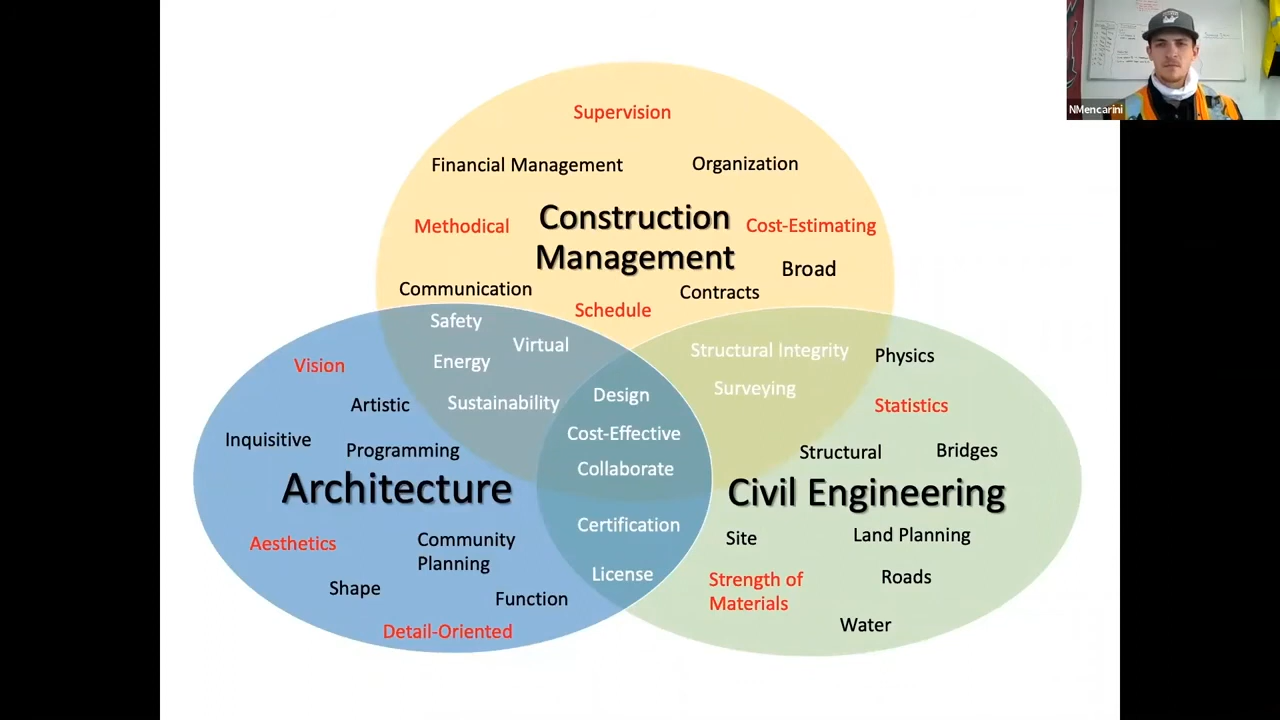 NMencarini
Supervision
Financial Management
Organization
Methodical
Construction
Management
Cost-Estimating
Broad
Communication
Contracts
Schedule
Safety
Virtual
Energy
Sustainability
Structural Integrity
Surveying
Physics
Statistics
Structural
Bridges
Civil Engineering
Site
Land Planning
Strength of
Materials
Roads
Water
Design
Cost-Effective
Collaborate
Certification
License
Vision
Artistic
Inquisitive
Programming
Architecture
Aesthetics
Community
Planning
Shape
Function
Detail-Oriented